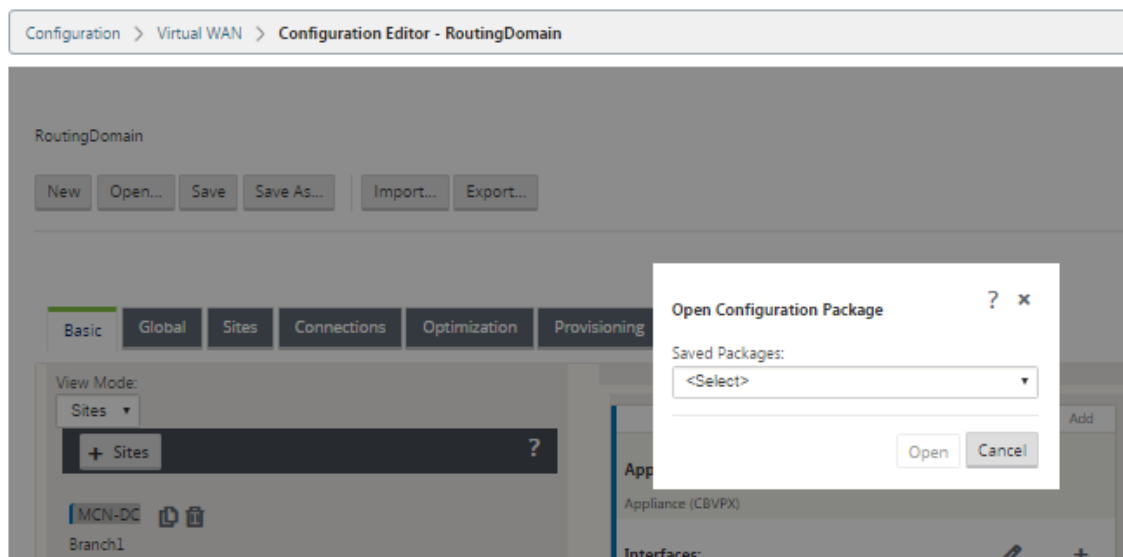 Configuration > Virtual WAN > Configuration Editor - RoutingDomain
RoutingDomain
New Open... Save Save As... Import... Export...
Basic Global Sites Connections Optimization Provisioning
Open Configuration Package ? ×
Saved Packages:
<Select>
Open Cancel
View Mode:
Sites
+ Sites ?
MCN-DC
Branch1
Add
App
Appliance (CBVPX)
Interfaces: +